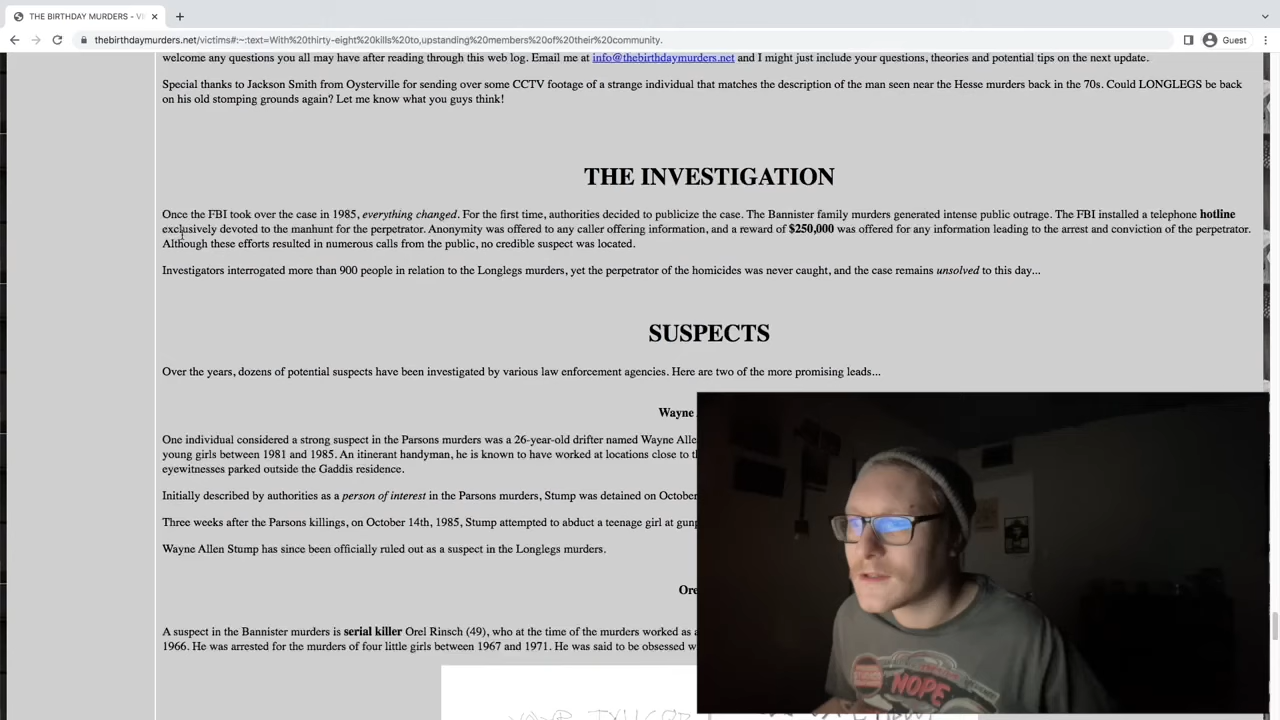 THE BIRTHDAY MURDERS - VI
Guest
thebirthdaymurders.net/victims#:~:text=With%20thirty-eight%20kills%20to,upstanding%20members%20of%20their%20community.
welcome any questions you all may have after reading through this web log. Email me at info@thebirthdaymurders.net and I might just include your questions, theories and potential tips on the next update.
Special thanks to Jackson Smith from Oysterville for sending over some CCTV footage of a strange individual that matches the description of the man seen near the Hesse murders back in the 70s. Could LONGLEGS be back
on his old stomping grounds again? Let me know what you guys think!
THE INVESTIGATION
Once the FBI took over the case in 1985, everything changed. For the first time, authorities decided to publicize the case. The Bannister family murders generated intense public outrage. The FBI installed a telephone hotline
exclusively devoted to the manhunt for the perpetrator. Anonymity was offered to any caller offering information, and a reward of $250,000 was offered for any information leading to the arrest and conviction of the perpetrator.
Although these efforts resulted in numerous calls from the public, no credible suspect was located.
Investigators interrogated more than 900 people in relation to the Longlegs murders, yet the perpetrator of the homicides was never caught, and the case remains unsolved to this day...
SUSPECTS
Over the years, dozens of potential suspects have been investigated by various law enforcement agencies. Here are two of the more promising leads...
Wayne
One individual considered a strong suspect in the Parsons murders was a 26-year-old drifter named Wayne Alle
young girls between 1981 and 1985. An itinerant handyman, he is known to have worked at locations close to th
eyewitnesses parked outside the Gaddis residence.
Initially described by authorities as a person of interest in the Parsons murders, Stump was detained on October
Three weeks after the Parsons killings, on October 14th, 1985, Stump attempted to abduct a teenage girl at gunp
Wayne Allen Stump has since been officially ruled out as a suspect in the Longlegs murders.
Ore
A suspect in the Bannister murders is serial killer Orel Rinsch (49), who at the time of the murders worked as a
1966. He was arrested for the murders of four little girls between 1967 and 1971. He was said to be obsessed w
NOPE